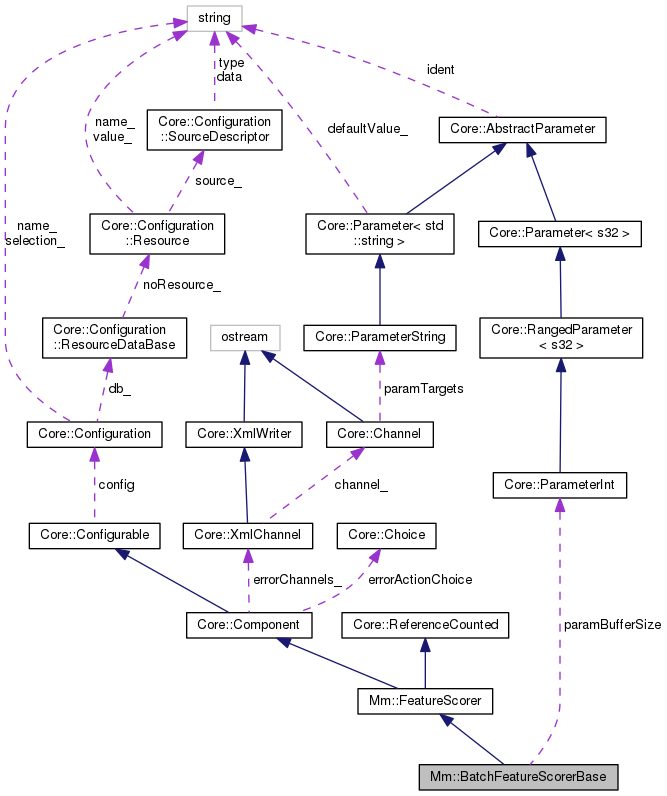 string
type
data
ident
name_
value_
Core::Configuration
::SourceDescriptor
defaultValue_
Core::AbstractParameter
source_
name_
selection_
Core::Configuration
::Resource
Core::Parameter< std
::string >
Core::Parameter< s32 >
noResource_
Core::Configuration
::ResourceDataBase
ostream
Core::ParameterString
Core::RangedParameter
< s32 >
db_
paramTargets
Core::Configuration
Core::XmlWriter
Core::Channel
config
channel_
Core::ParameterInt
Core::Configurable
Core::XmlChannel
Core::Choice
errorChannels_
errorActionChoice
Core::Component
Core::ReferenceCounted
paramBufferSize
Mm::FeatureScorer
Mm::BatchFeatureScorerBase